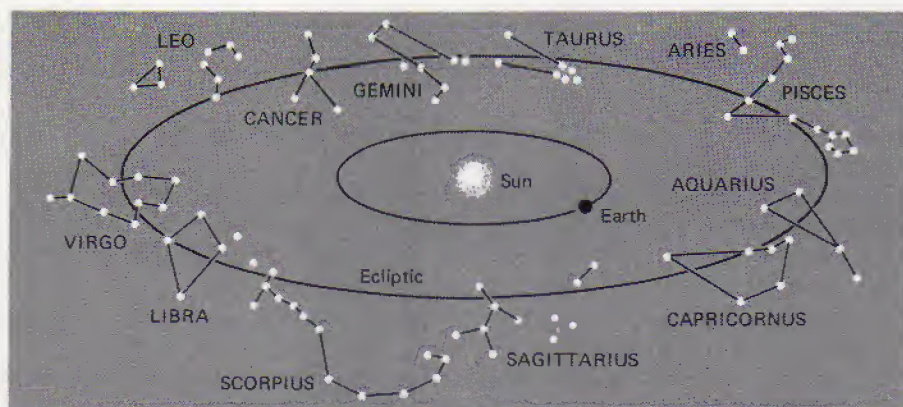 LEO
TAURUS
ARIES
GEMINI
PISCES
CANCER
Sun
AQUARIUS
Earth
VIRGO
Ecliptic
LIBRA
CAPRICORNUS
SAGITTARIUS
SCORPIUS